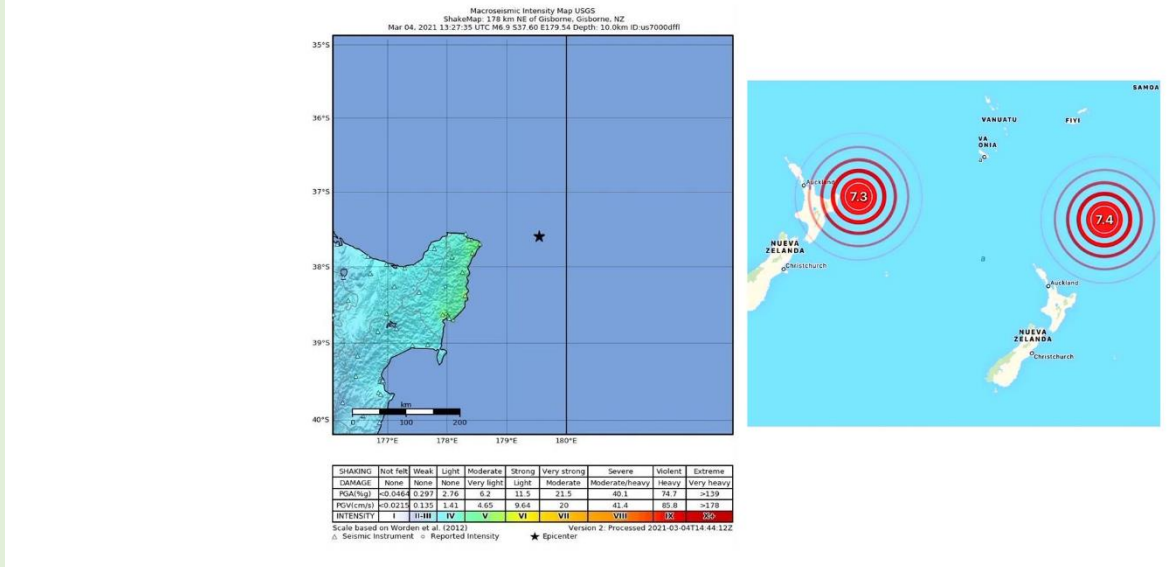 Macroseismic Intensity Map USGS
ShakeMap: 178 km NE of Gisborne, Gisborne, NZ
Mar 04, 2021 13:27:35 UTC M6.9 S37.60 E179.54 Depth: 10.0km ID:us7000dffl
35°S
36°S
37°S
38°S
39°S
40°S
km
0 100 200
177°E 178°E 179°E 180°E
SHAKING Not felt Weak Light Moderate Strong Very strong Severe Violent Extreme
DAMAGE None None None Very light Light Moderate Moderate/heavy Heavy Very heavy
PGA(%g) <0.0464 0.297 2.76 6.2 11.5 21.5 40.1 74.7 >139
PGV(cm/s) <0.0215 0.135 1.41 4.65 9.64 20 41.4 85.8 >178
INTENSITY I II-III IV V VI VII VIII IX X+
Scale based on Worden et al. (2012) Version 2: Processed 2021-03-04T14:44:12Z
△ Seismic Instrument ○ Reported Intensity ★ Epicenter
SAMOA
VANUATU FIYI
VA
ONIA
Auckland
7.3
7.4
NUEVA
ZELANDA
Christchurch
Auckland
NUEVA
ZELANDA
Christchurch